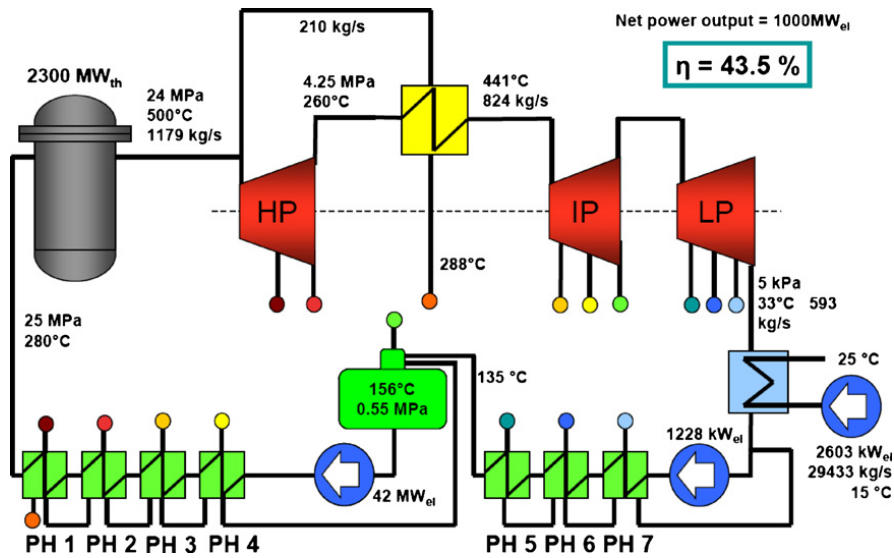 210 kg/s
Net power output = 1000MWel
η = 43.5 %
2300 MWth
24 MPa
500°C
1179 kg/s
4.25 MPa
260°C
441°C
824 kg/s
HP
IP
LP
288°C
5 kPa
33°C 593
kg/s
25 MPa
280°C
25 °C
156°C
0.55 MPa
135 °C
1228 kWel
42 MWel
2603 kWel
29433 kg/s
15 °C
PH 1 PH 2 PH 3 PH 4 PH 5 PH 6 PH 7